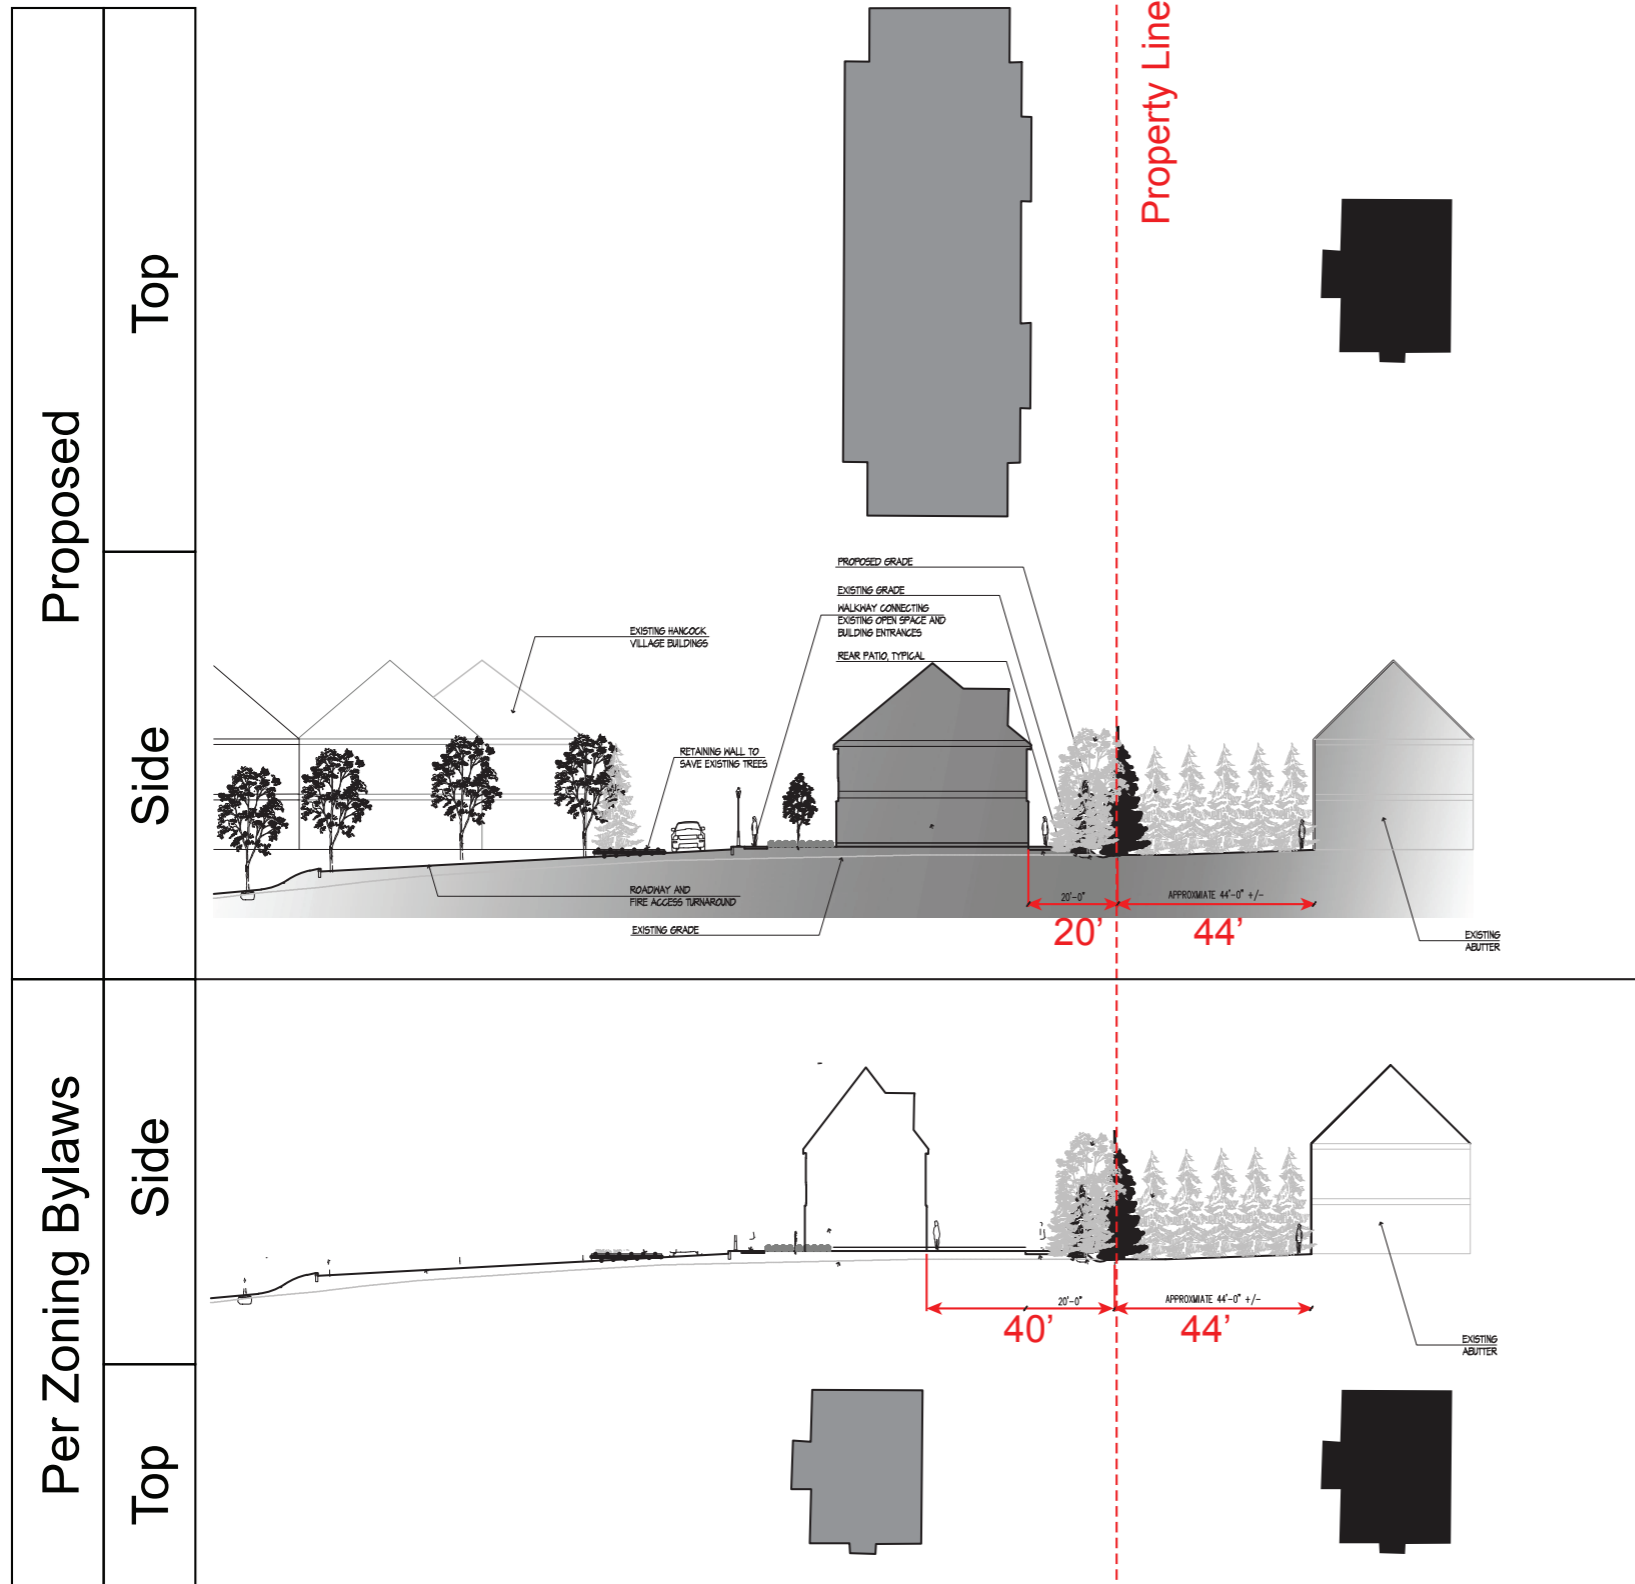 Proposed
Top
Property Line
Side
PROPOSED GRADE
EXISTING GRADE
WALKWAY CONNECTING
EXISTING OPEN SPACE AND
BUILDING ENTRANCES
REAR PATIO, TYPICAL
EXISTING HANCOCK
VILLAGE BUILDINGS
RETAINING WALL TO
SAVE EXISTING TREES
ROADWAY AND
FIRE ACCESS TURNAROUND
EXISTING GRADE
20'-0"
APPROXMIATE 44'-0" +/-
20’
44’
EXISTING
ABUTTER
Per Zoning Bylaws
Side
20'-0"
APPROXMIATE 44'-0" +/-
40’
44’
EXISTING
ABUTTER
Top